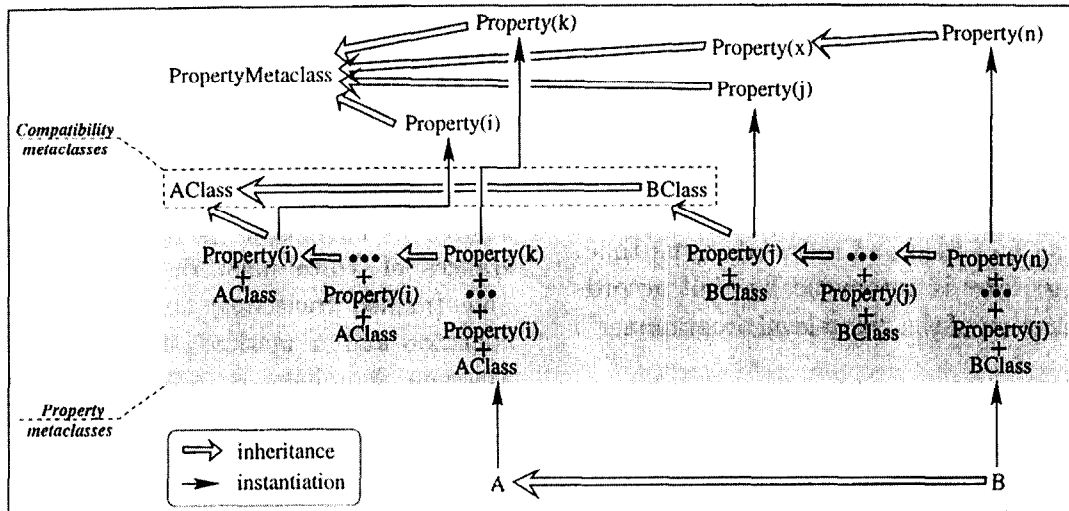 Property(k)
Property(n)
Property(x)
PropertyMetaclass
Property(j)
Property(i)
Compatibility
metaclasses
AClass
BClass
Property(i)
+
AClass
•••
+
Property(i)
+
AClass
Property(k)
+
•••
+
Property(i)
+
AClass
Property(j)
+
BClass
•••
+
Property(j)
+
BClass
Property(n)
+
•••
+
Property(j)
+
BClass
Property
metaclasses
inheritance
instantiation
A
B